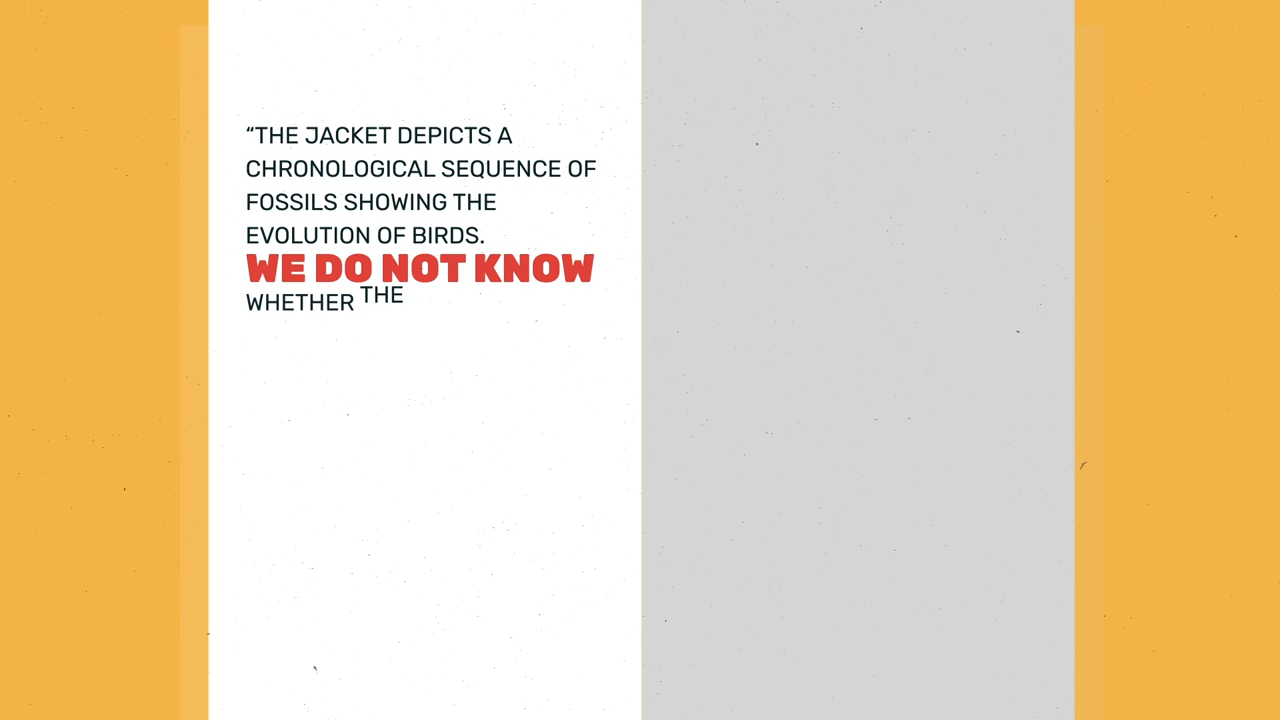 “THE JACKET DEPICTS A
CHRONOLOGICAL SEQUENCE OF
FOSSILS SHOWING THE
EVOLUTION OF BIRDS.
WE DO NOT KNOW
WHETHER THE